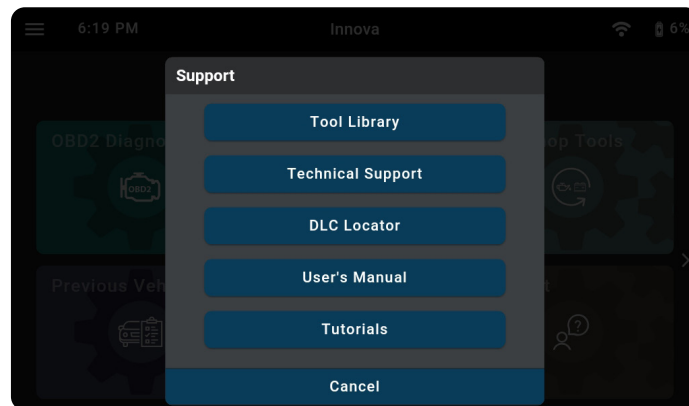 6:19 PM Innova 6%
Support
Tool Library
OBD2 Diagno op Tools
OBD2
Technical Support
DLC Locator
User's Manual
Previous Veh t
?
Tutorials
Cancel